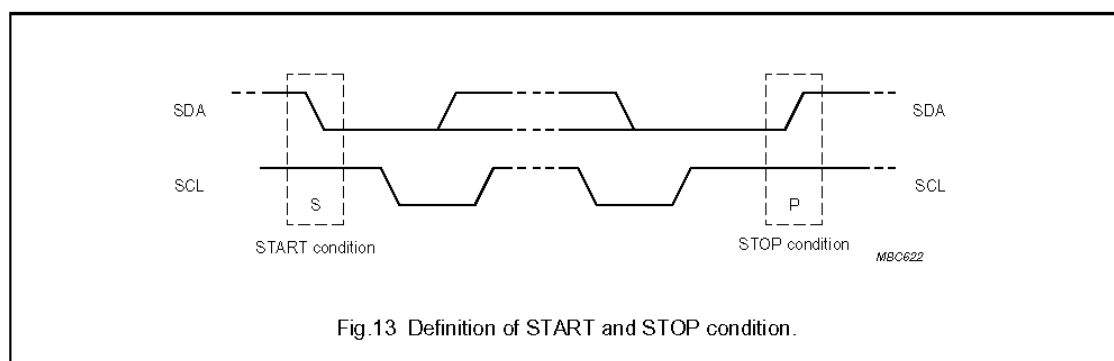 SDA SDA
SCL SCL
S P
START condition STOP condition
MBC622
Fig.13 Definition of START and STOP condition.